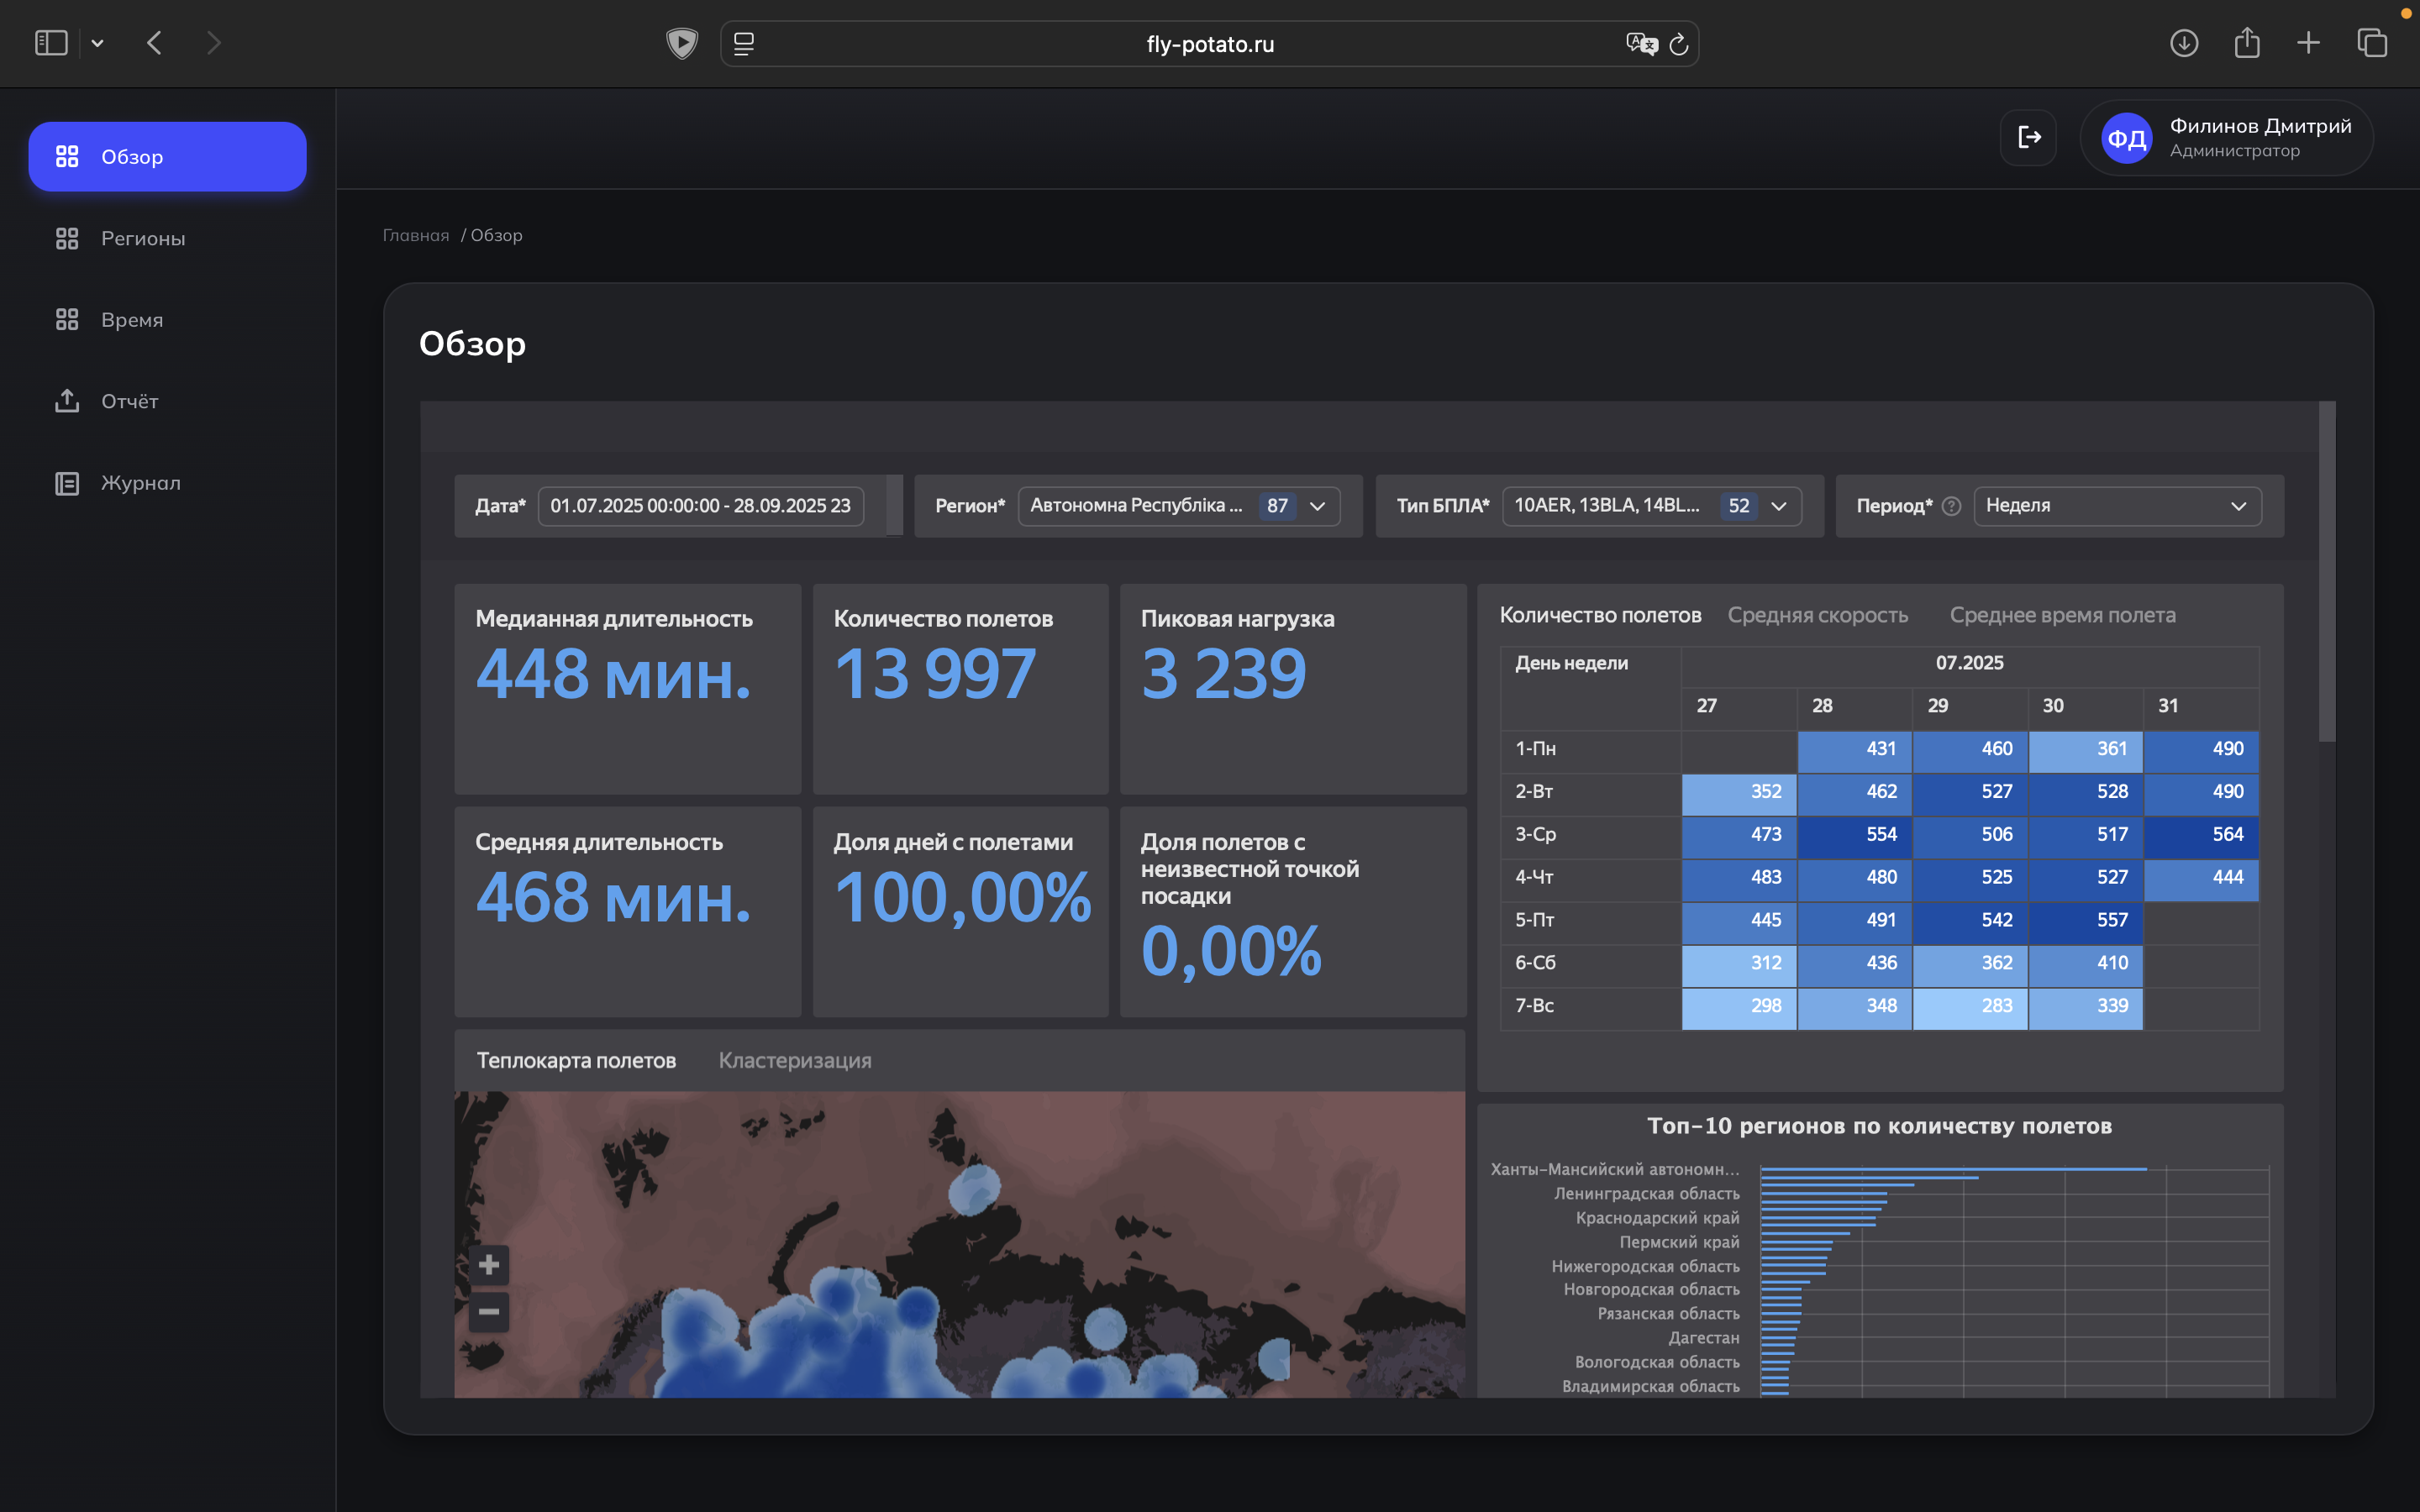 fly-potato.ru
Филинов Дмитрий
Администратор
ФД
Обзор
Регионы
Время
Отчёт
Журнал
Главная / Обзор
Обзор
Дата* 01.07.2025 00:00:00 - 28.09.2025 23
Регион* Автономна Республіка ... 87
Тип БПЛА* 10AER, 13BLA, 14BL... 52
Период* ? Неделя
Медианная длительность
448 мин.
Количество полетов
13 997
Пиковая нагрузка
3 239
Средняя длительность
468 мин.
Доля дней с полетами
100,00%
Доля полетов с
неизвестной точкой
посадки
0,00%
Количество полетов Средняя скорость Среднее время полета
День недели 07.2025
27 28 29 30 31
1-Пн 431 460 361 490
2-Вт 352 462 527 528 490
3-Ср 473 554 506 517 564
4-Чт 483 480 525 527 444
5-Пт 445 491 542 557
6-Сб 312 436 362 410
7-Вс 298 348 283 339
Теплокарта полетов Кластеризация
Топ-10 регионов по количеству полетов
Ханты-Мансийский автономн...
Ленинградская область
Краснодарский край
Пермский край
Нижегородская область
Новгородская область
Рязанская область
Дагестан
Вологодская область
Владимирская область